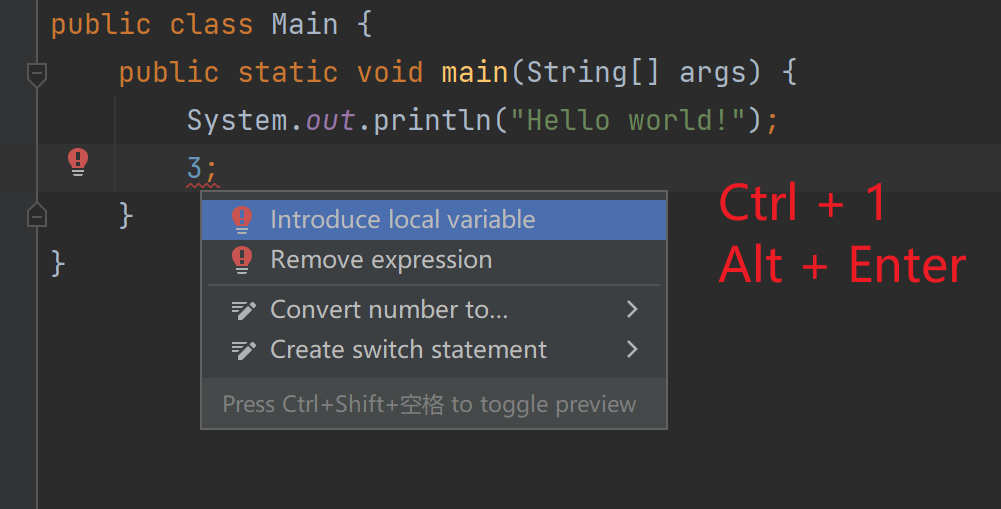 public class Main {
public static void main(String[] args) {
System.out.println("Hello world!");
3;
Introduce local variable
Remove expression
Convert number to...
Create switch statement
Press Ctrl+Shift+空格 to toggle preview
}
}
Ctrl + 1
Alt + Enter